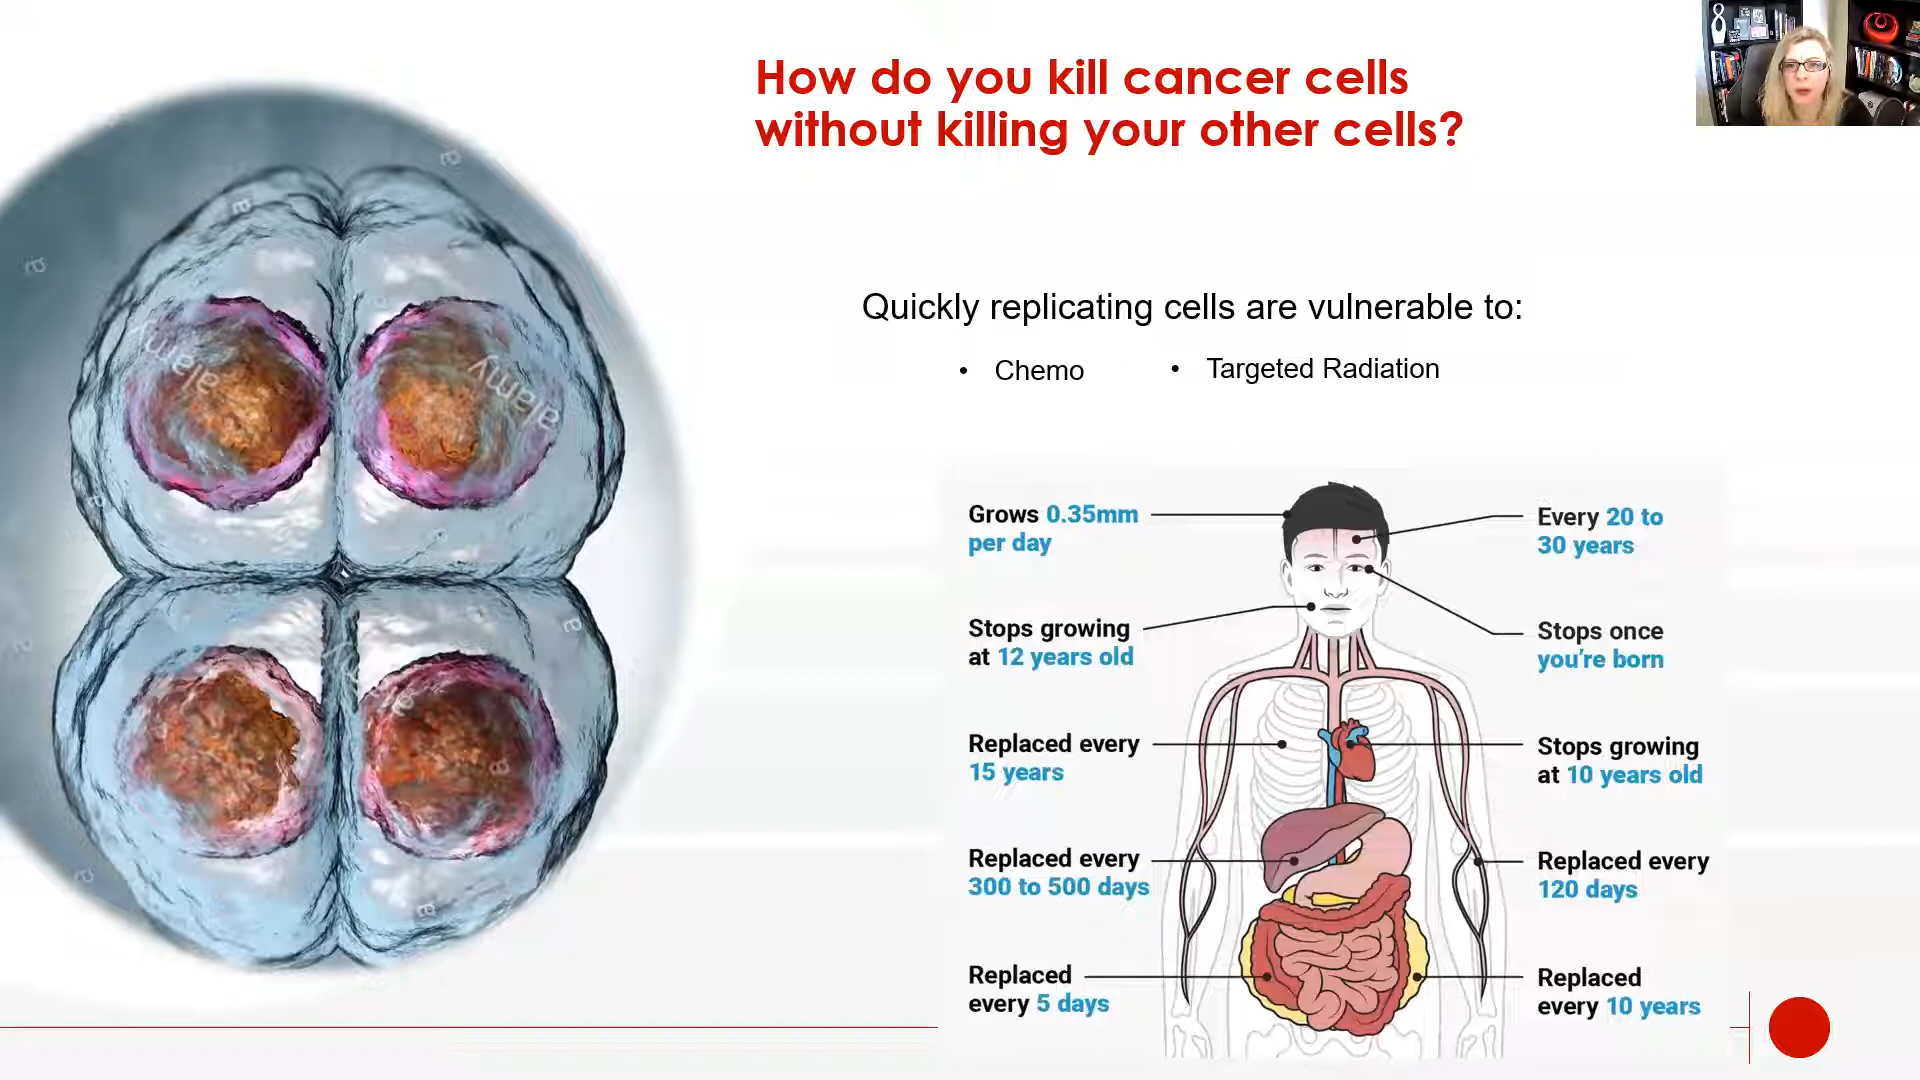 How do you kill cancer cells
without killing your other cells?
Quickly replicating cells are vulnerable to:
• Chemo
• Targeted Radiation
Grows 0.35mm
per day
Every 20 to
30 years
Stops growing
at 12 years old
Stops once
you're born
Replaced every
15 years
Stops growing
at 10 years old
Replaced every
300 to 500 days
Replaced every
120 days
Replaced
every 5 days
Replaced
every 10 years
alamy